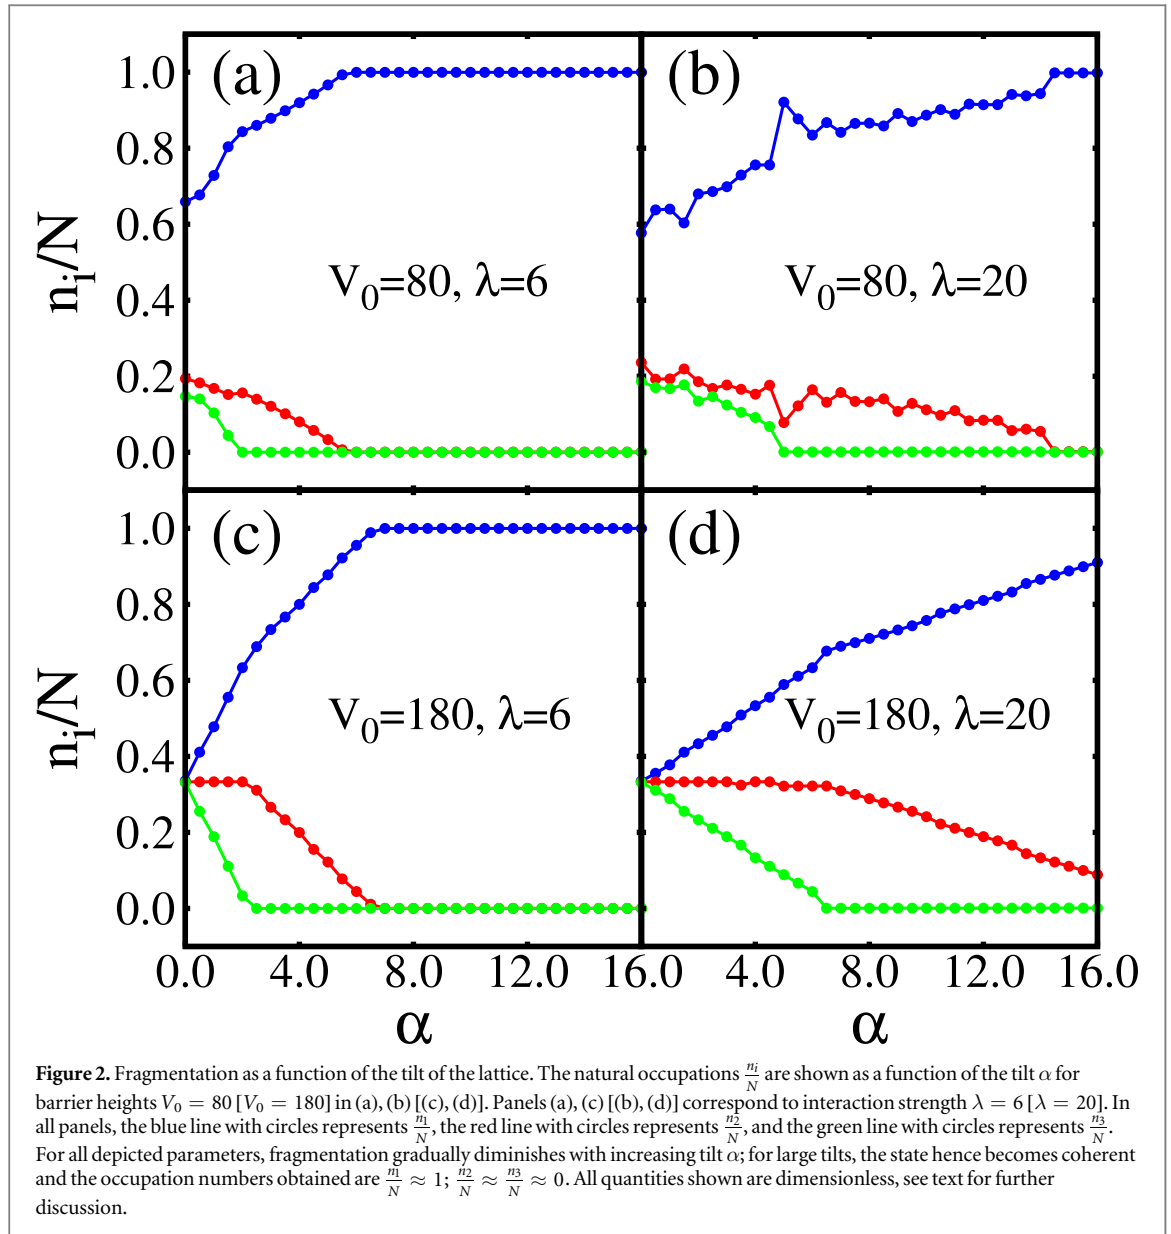 (a)
(b)
1.0
0.8
0.6
0.4
0.2
0.0
n_i/N
V_0=80, λ=6
V_0=80, λ=20
(c)
(d)
1.0
0.8
0.6
0.4
0.2
0.0
n_i/N
V_0=180, λ=6
V_0=180, λ=20
0.0 4.0 8.0 12.0 16.0 4.0 8.0 12.0 16.0
α α
Figure 2. Fragmentation as a function of the tilt of the lattice. The natural occupations n_i/N are shown as a function of the tilt α for
barrier heights V_0 = 80 [V_0 = 180] in (a), (b) [(c), (d)]. Panels (a), (c) [(b), (d)] correspond to interaction strength λ = 6 [λ = 20]. In
all panels, the blue line with circles represents n_1/N, the red line with circles represents n_2/N, and the green line with circles represents n_3/N.
For all depicted parameters, fragmentation gradually diminishes with increasing tilt α; for large tilts, the state hence becomes coherent
and the occupation numbers obtained are n_1/N ≈ 1; n_2/N ≈ n_3/N ≈ 0. All quantities shown are dimensionless, see text for further
discussion.